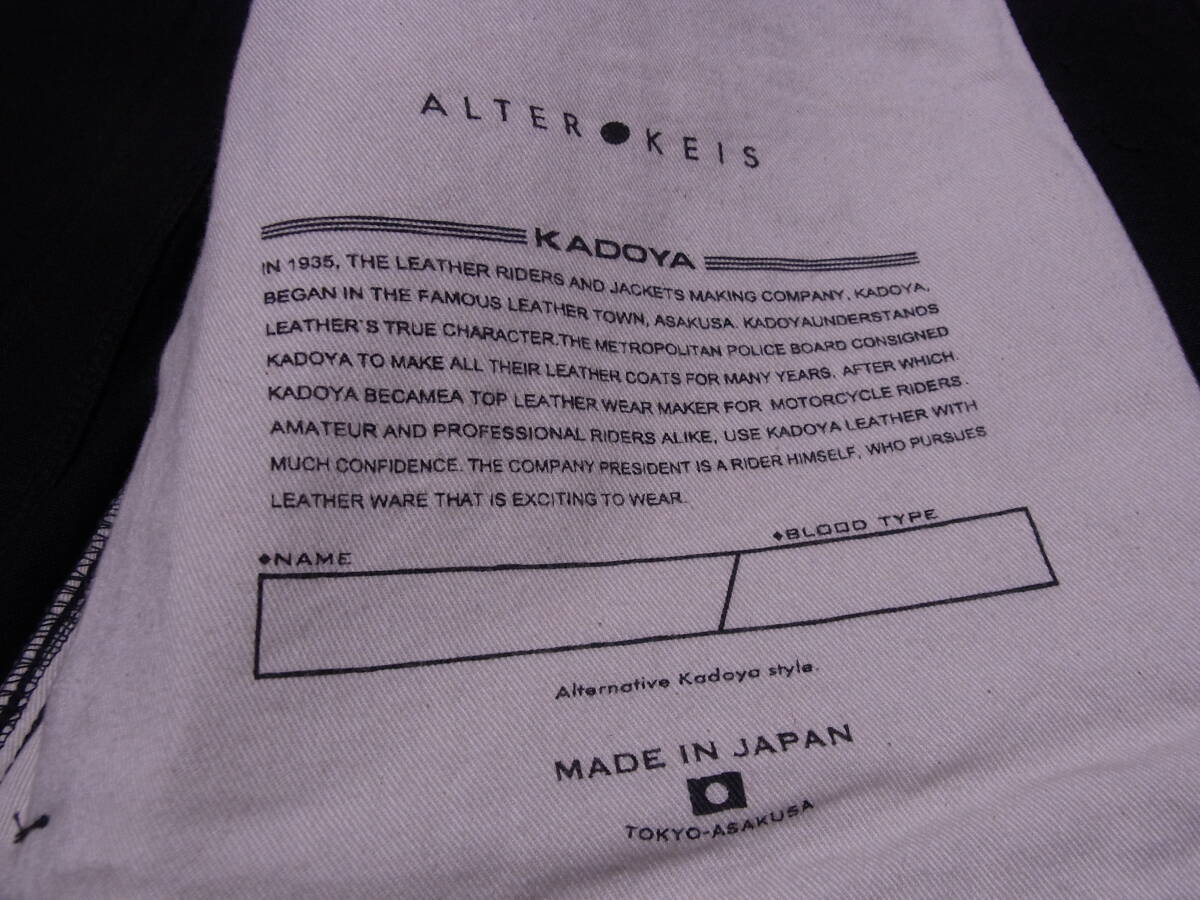 ALTER●KEIS
KADOYA
IN 1935, THE LEATHER RIDERS AND JACKETS MAKING COMPANY, KADOYA,
BEGAN IN THE FAMOUS LEATHER TOWN, ASAKUSA. KADOYAUNDERSTANDS
LEATHER'S TRUE CHARACTER.THE METROPOLITAN POLICE BOARD CONSIGNED
KADOYA TO MAKE ALL THEIR LEATHER COATS FOR MANY YEARS. AFTER WHICH.
KADOYA BECAMEA TOP LEATHER WEAR MAKER FOR MOTORCYCLE RIDERS.
AMATEUR AND PROFESSIONAL RIDERS ALIKE, USE KADOYA LEATHER WITH
MUCH CONFIDENCE. THE COMPANY PRESIDENT IS A RIDER HIMSELF, WHO PURSUES
LEATHER WARE THAT IS EXCITING TO WEAR.
◆NAME ◆BLOOD TYPE
Alternative Kadoya style.
MADE IN JAPAN
TOKYO-ASAKUSA